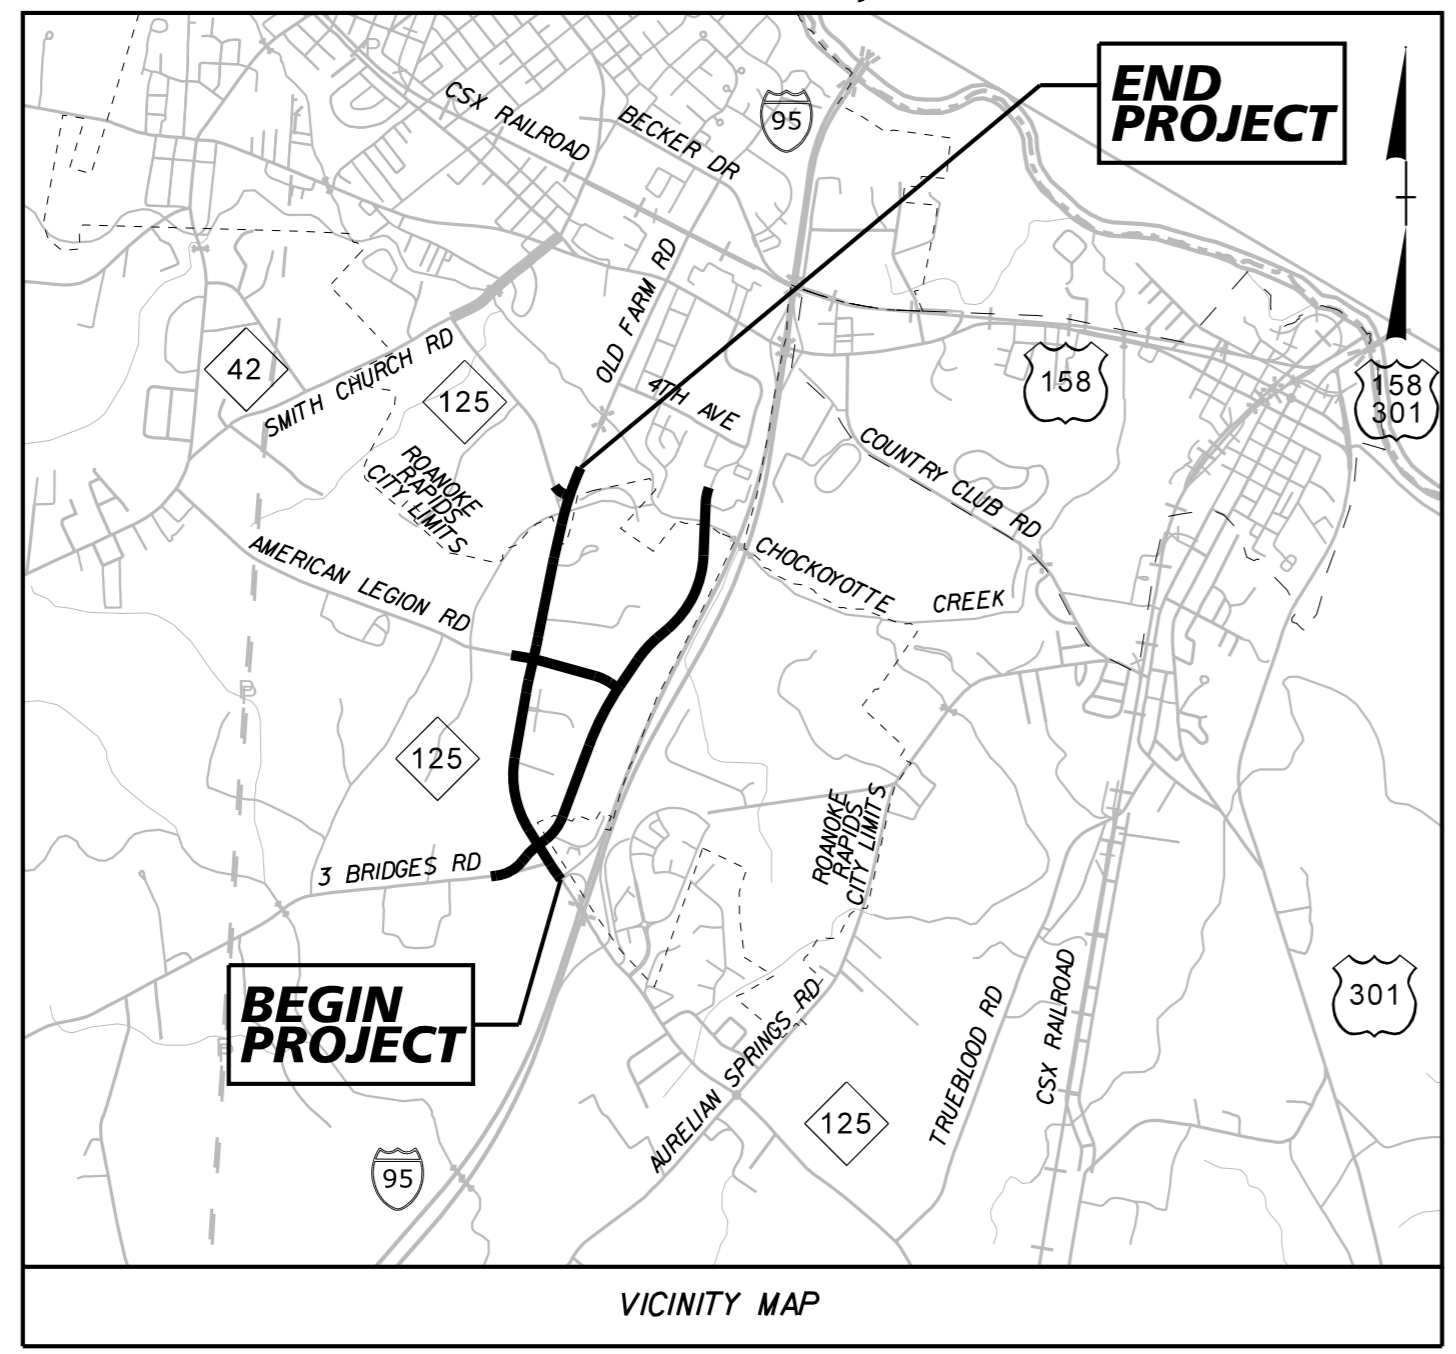 END
PROJECT
CSX RAILROAD
BECKER DR
95
OLD FARM RD
42
SMITH CHURCH RD
125
4TH AVE
158
158
301
COUNTRY CLUB RD
ROANOKE
RAPIDS
CITY LIMITS
AMERICAN LEGION RD
CHOCKOYOTTE
CREEK
125
ROANOKE
RAPIDS
CITY LIMITS
3 BRIDGES RD
BEGIN
PROJECT
301
AURELIAN SPRINGS RD
TRUEBLOOD RD
CSX RAILROAD
125
95
P
P
P
VICINITY MAP